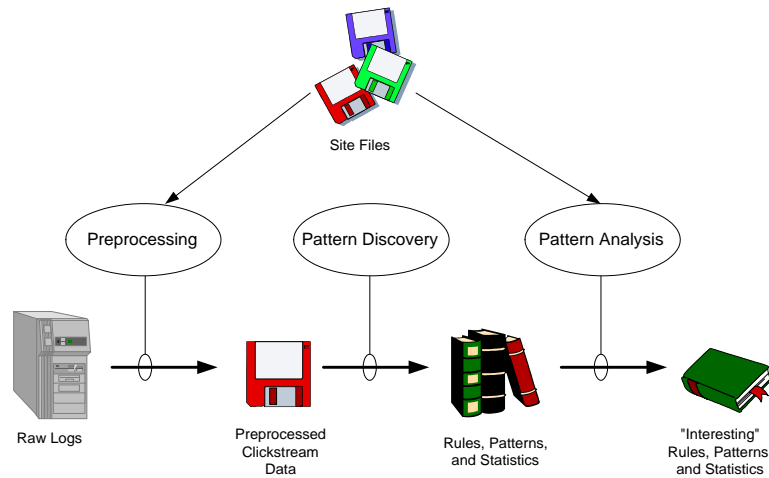 Site Files
Preprocessing
Pattern Discovery
Pattern Analysis
Raw Logs
Preprocessed
Clickstream
Data
Rules, Patterns,
and Statistics
"Interesting"
Rules, Patterns
and Statistics